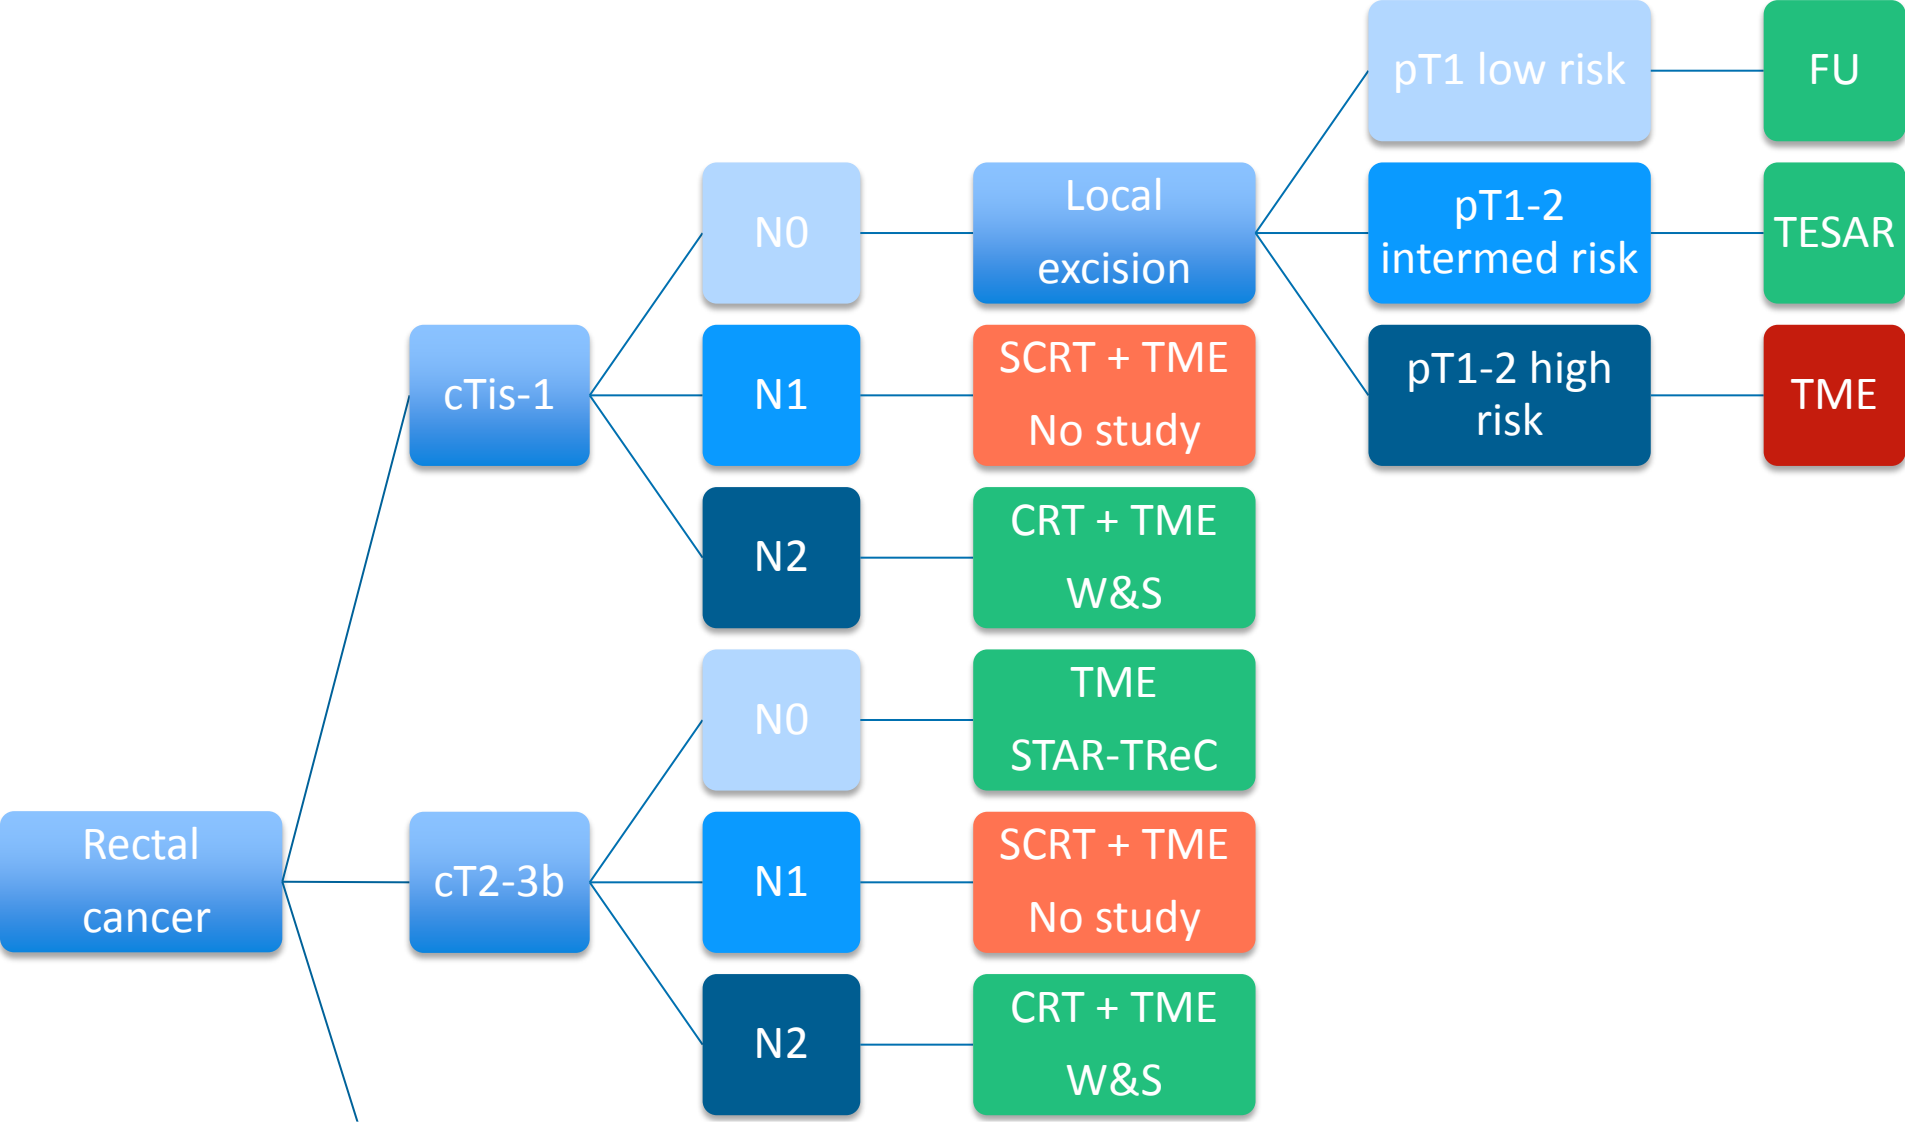 pT1 low risk
FU
N0
Local
excision
pT1-2
intermed risk
TESAR
cTis-1
N1
SCRT + TME
No study
pT1-2 high
risk
TME
N2
CRT + TME
W&S
N0
TME
STAR-TReC
Rectal
cancer
cT2-3b
N1
SCRT + TME
No study
N2
CRT + TME
W&S